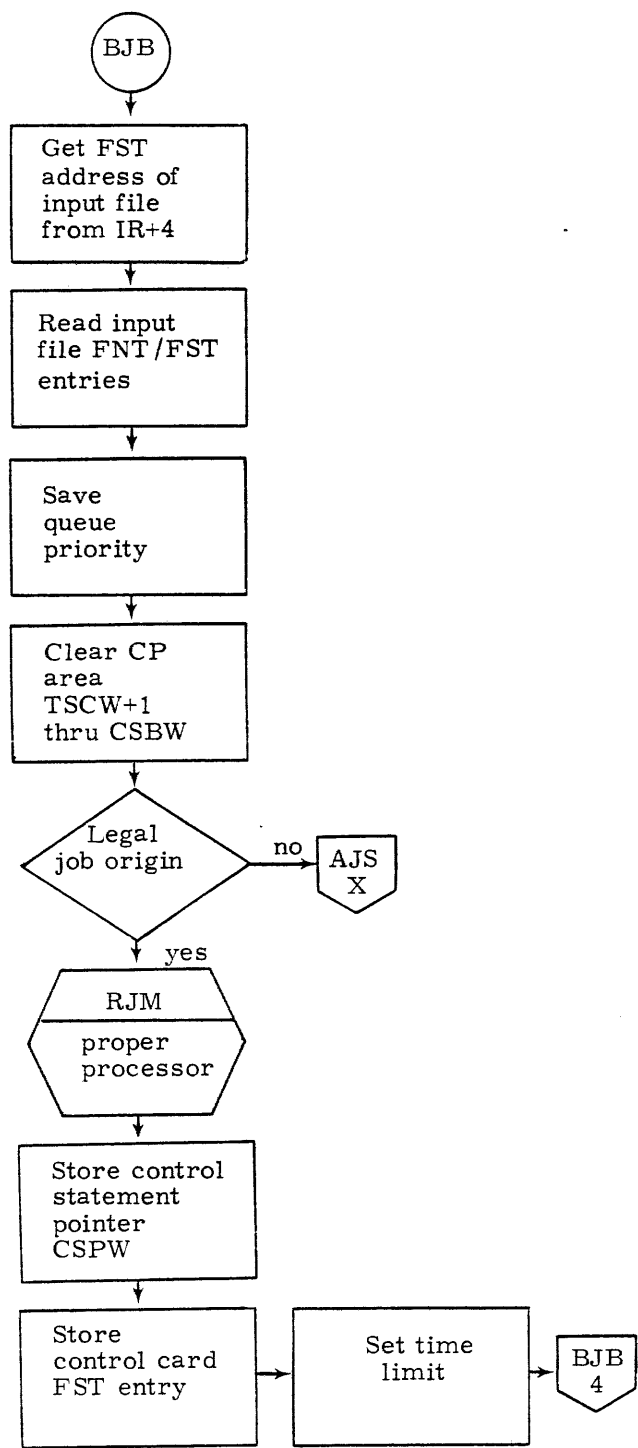 BJB
Get FST
address of
input file
from IR+4
Read input
file FNT/FST
entries
Save
queue
priority
Clear CP
area
TSCW+1
thru CSBW
Legal
job origin
no
AJS
X
yes
RJM
proper
processor
Store control
statement
pointer
CSPW
Store
control card
FST entry
Set time
limit
BJB
4